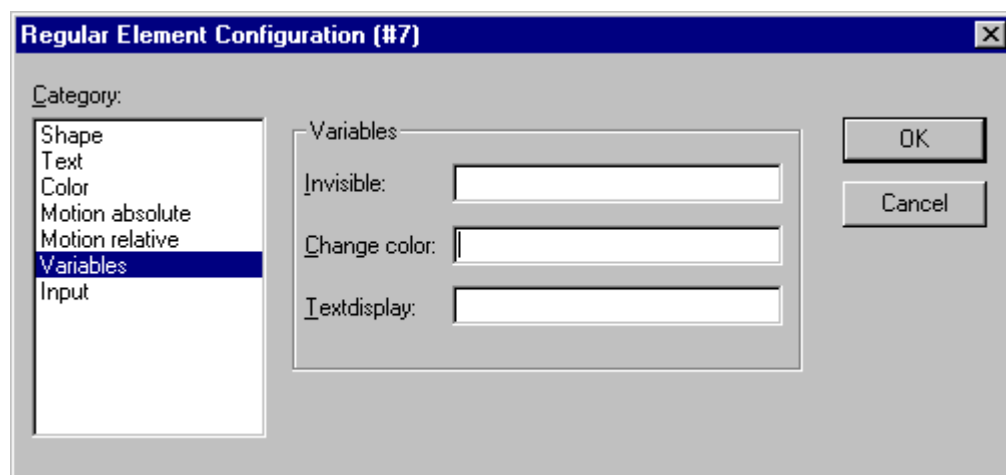 Regular Element Configuration (#7)
Category:
Shape
Text
Color
Motion absolute
Motion relative
Variables
Input
Variables
Invisible:
Change color:
Textdisplay:
OK
Cancel